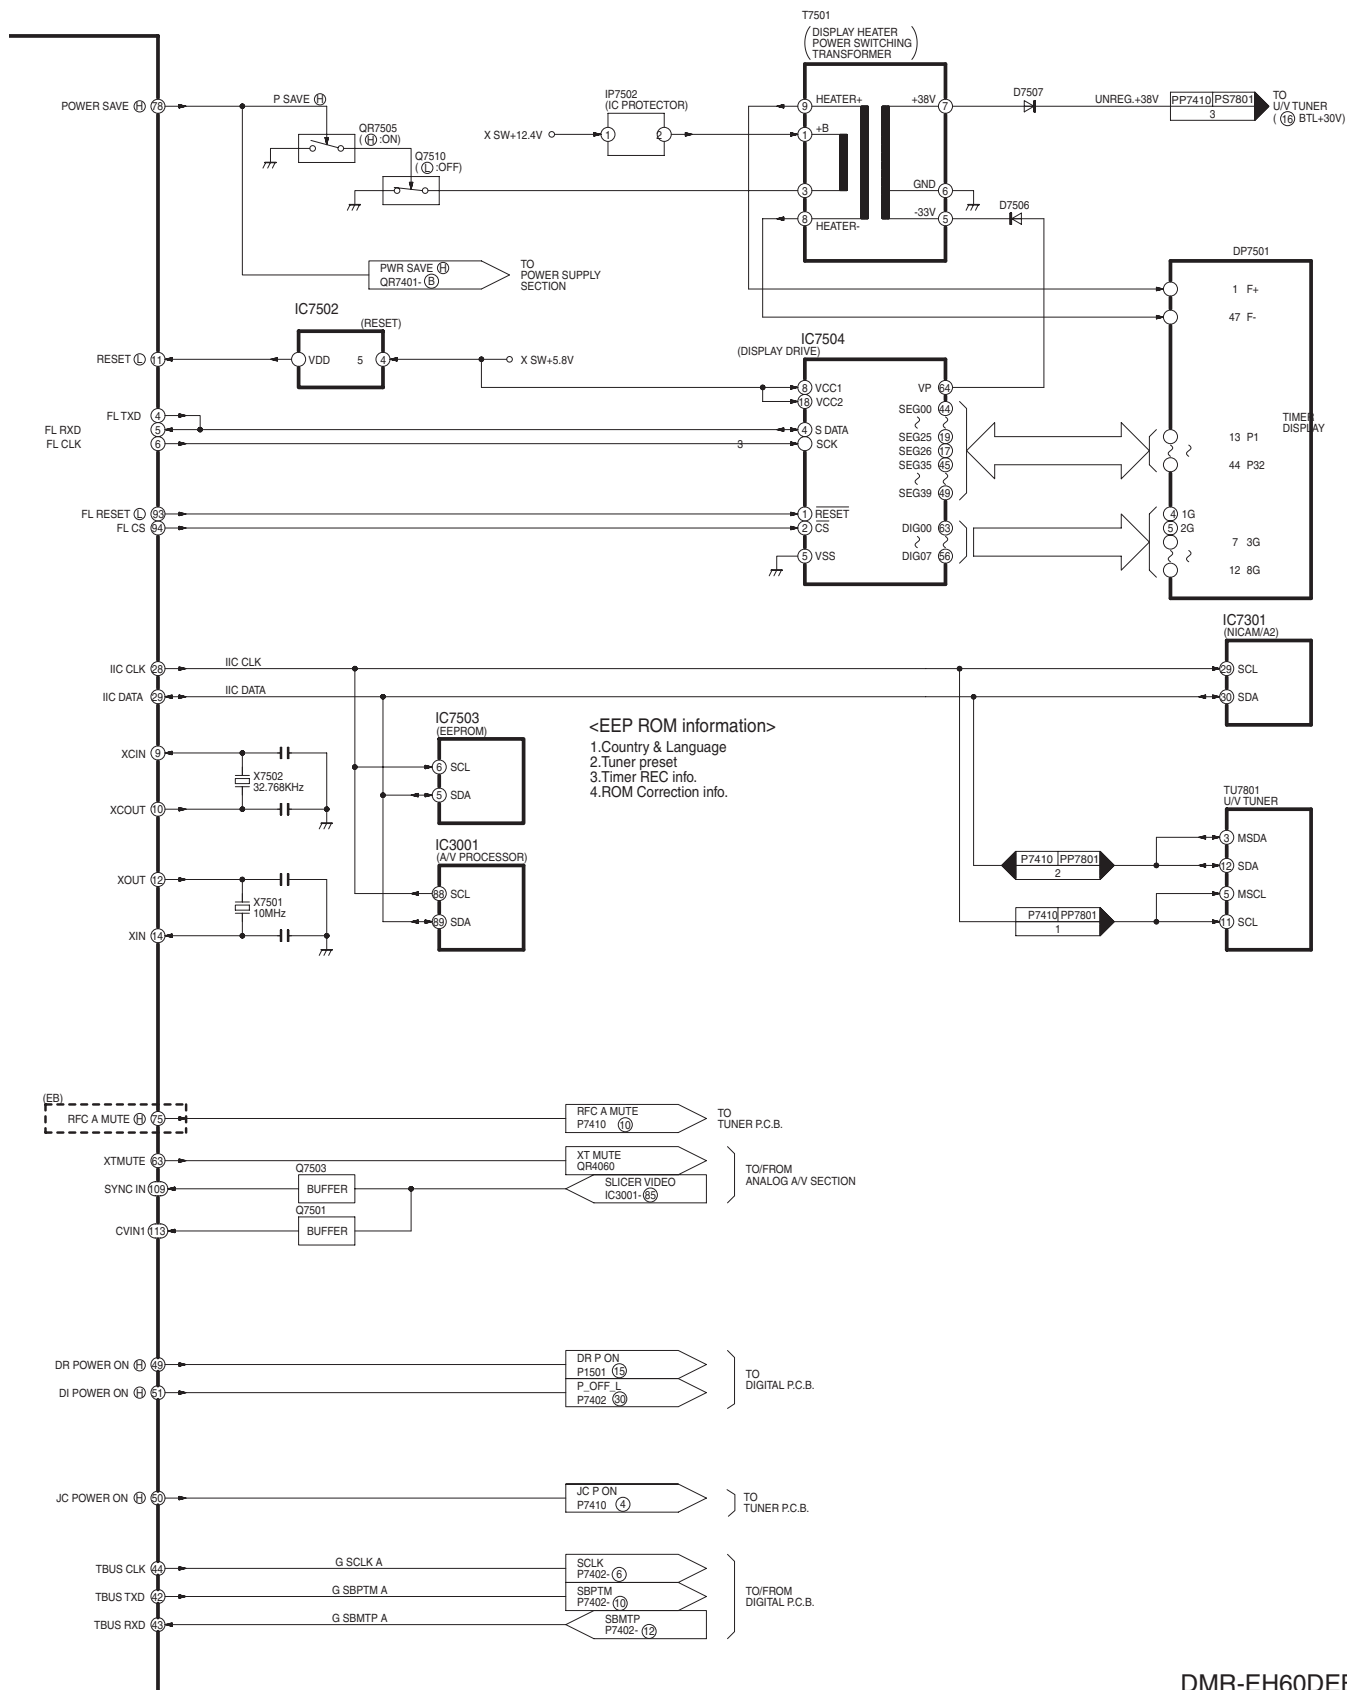 T7501
DISPLAY HEATER
POWER SWITCHING
TRANSFORMER
POWER SAVE H 78
P SAVE H
QR7505
( H :ON)
Q7510
( L :OFF)
IP7502
(IC PROTECTOR)
X SW+12.4V
1
2
9 HEATER+
1 +B
3
8
HEATER-
+38V 7
GND 6
-33V 5
D7507
D7506
UNREG.+38V
PP7410 PS7801
3
TO
U/V TUNER
( 16 BTL+30V)
PWR SAVE H
QR7401- B
TO
POWER SUPPLY
SECTION
DP7501
1 F+
47 F-
13 P1
44 P32
TIMER
DISPLAY
4 1G
5 2G
7 3G
12 8G
IC7502
(RESET)
VDD 5 4
RESET L 11
X SW+5.8V
IC7504
(DISPLAY DRIVE)
8 VCC1
18 VCC2
4 S DATA
3 SCK
1 RESET
2 CS
5 VSS
VP 64
SEG00 44
SEG25 19
SEG26 17
SEG35 45
SEG39 49
DIG00 63
DIG07 56
FL TXD 4
FL RXD 5
FL CLK 6
FL RESET L 93
FL CS 94
IIC CLK 28
IIC CLK
IIC DATA 29
IIC DATA
IC7301
(NICAM/A2)
29 SCL
30 SDA
IC7503
(EEPROM)
6 SCL
5 SDA
<EEP ROM information>
1.Country & Language
2.Tuner preset
3.Timer REC info.
4.ROM Correction info.
XCIN 9
X7502
32.768KHz
XCOUT 10
IC3001
(A/V PROCESSOR)
88 SCL
89 SDA
XOUT 12
X7501
10MHz
XIN 14
TU7801
U/V TUNER
3 MSDA
12 SDA
5 MSCL
11 SCL
P7410 PP7801
2
P7410 PP7801
1
(EB)
RFC A MUTE H 75
RFC A MUTE
P7410 10
TO
TUNER P.C.B.
XTMUTE 63
XT MUTE
QR4060
SYNC IN 109
Q7503
BUFFER
SLICER VIDEO
IC3001- 85
TO/FROM
ANALOG A/V SECTION
Q7501
BUFFER
CVIN1 113
DR POWER ON H 49
DR P ON
P1501 15
DI POWER ON H 51
P_OFF_L
P7402 30
TO
DIGITAL P.C.B.
JC POWER ON H 50
JC P ON
P7410 4
TO
TUNER P.C.B.
TBUS CLK 44
G SCLK A
SCLK
P7402- 6
TBUS TXD 42
G SBPTM A
SBPTM
P7402- 10
TBUS RXD 43
G SBMTP A
SBMTP
P7402- 12
TO/FROM
DIGITAL P.C.B.